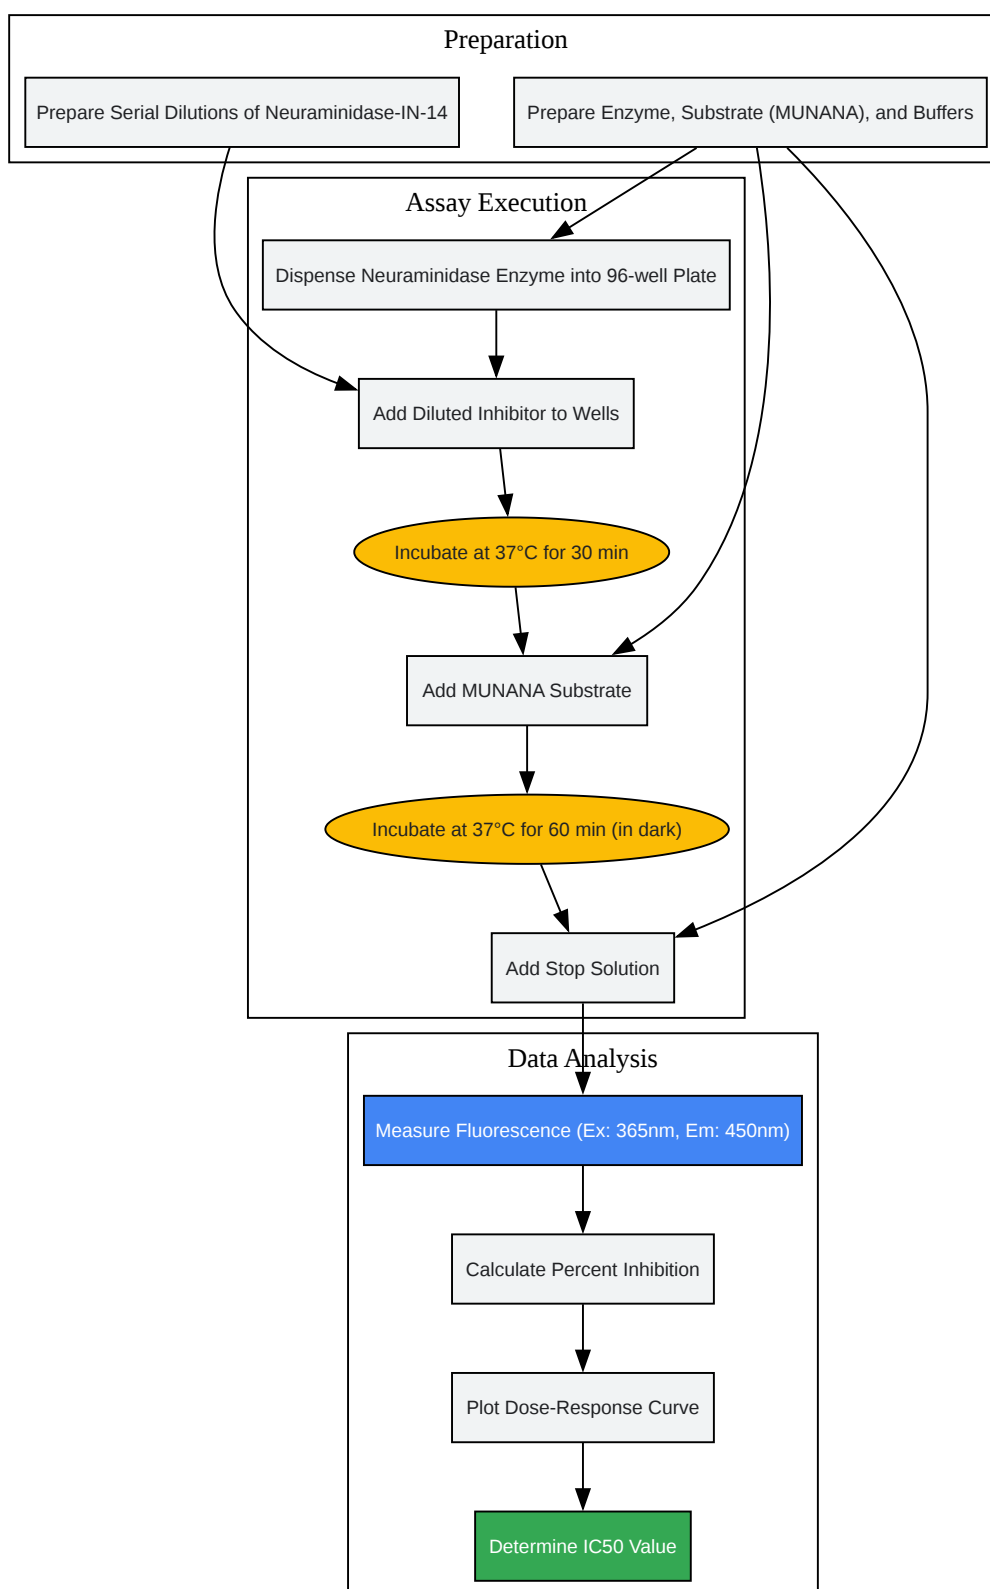 Preparation
Prepare Serial Dilutions of Neuraminidase-IN-14
Prepare Enzyme, Substrate (MUNANA), and Buffers
Assay Execution
Dispense Neuraminidase Enzyme into 96-well Plate
Add Diluted Inhibitor to Wells
Incubate at 37°C for 30 min
Add MUNANA Substrate
Incubate at 37°C for 60 min (in dark)
Add Stop Solution
Data Analysis
Measure Fluorescence (Ex: 365nm, Em: 450nm)
Calculate Percent Inhibition
Plot Dose-Response Curve
Determine IC50 Value